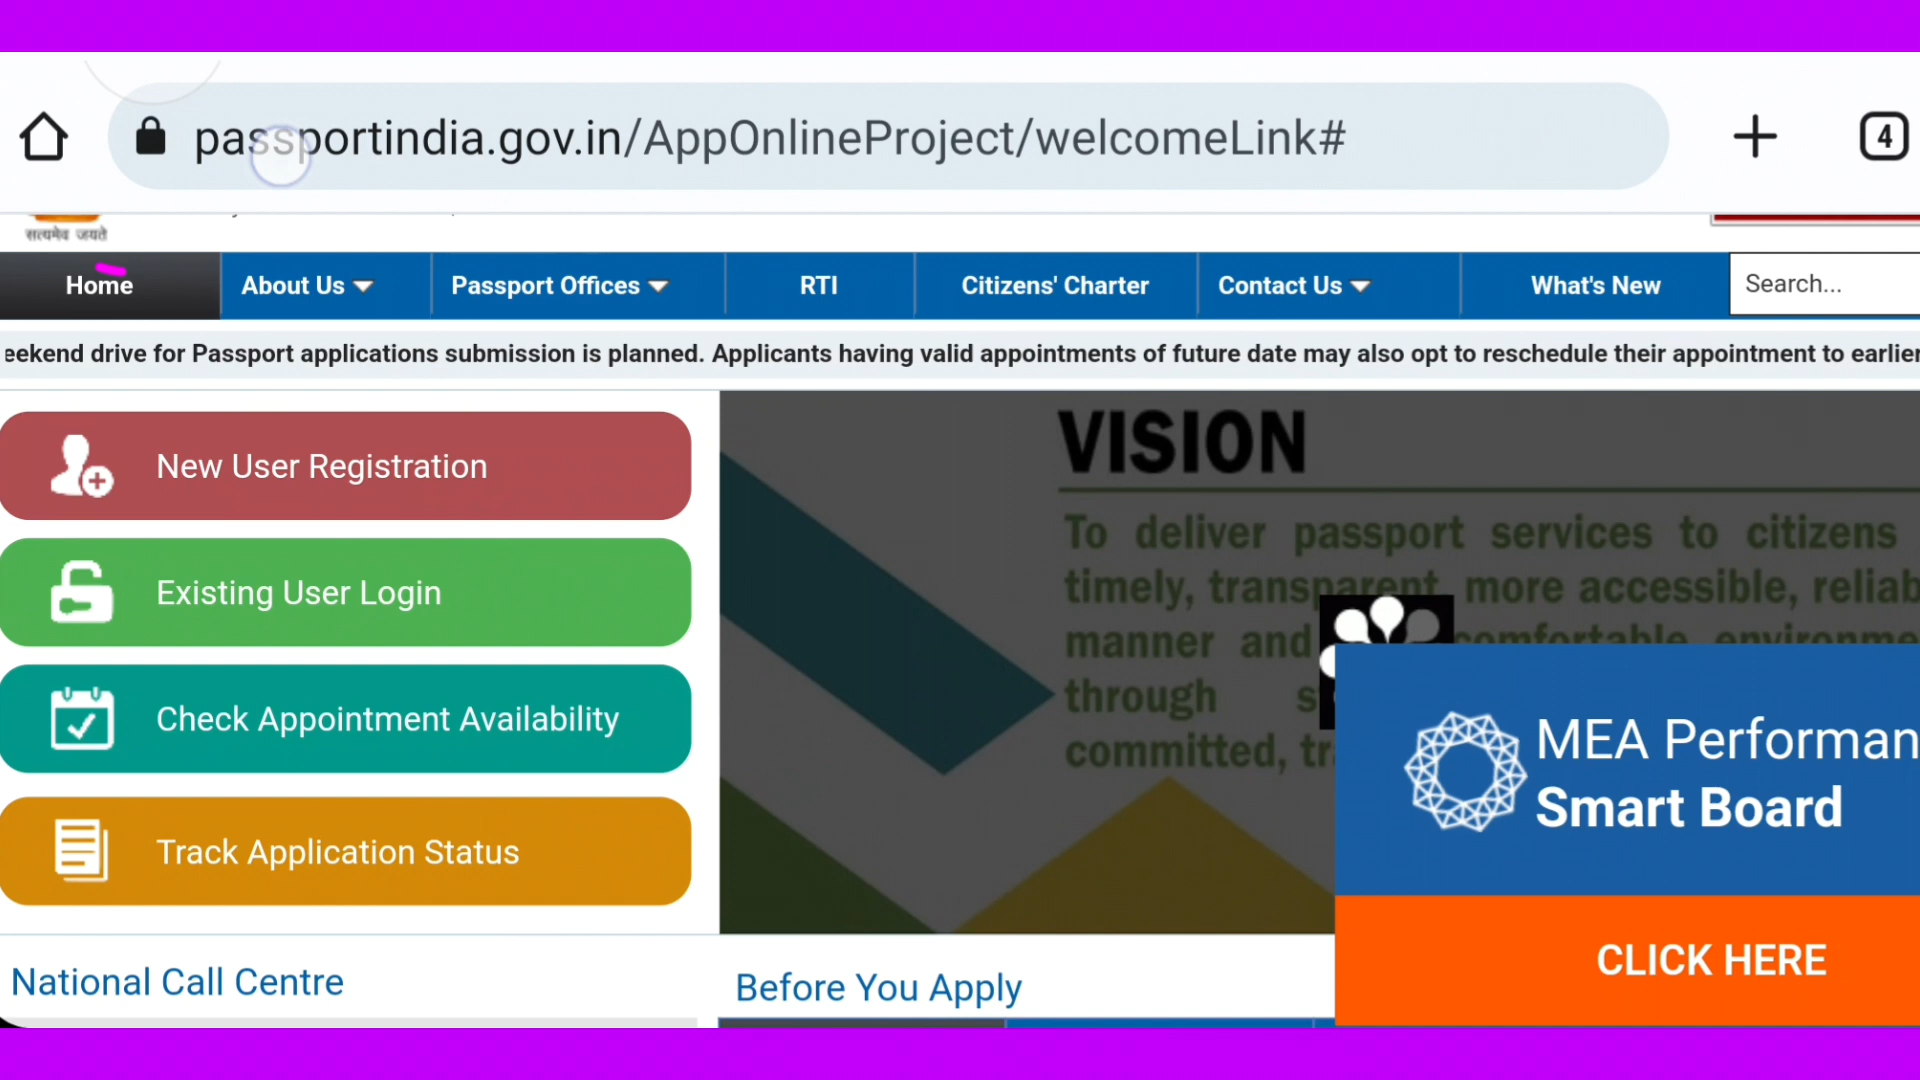 passportindia.gov.in/AppOnlineProject/welcomeLink#
4
सत्यमेव जयते
Home
About Us
Passport Offices
RTI
Citizens' Charter
Contact Us
What's New
Search...
eekend drive for Passport applications submission is planned. Applicants having valid appointments of future date may also opt to reschedule their appointment to earlier
New User Registration
Existing User Login
Check Appointment Availability
Track Application Status
VISION
To deliver passport services to citizens
timely, transparent, more accessible, reliab
manner and comfortable environme
through s
committed, tr
MEA Performan
Smart Board
CLICK HERE
National Call Centre
Before You Apply